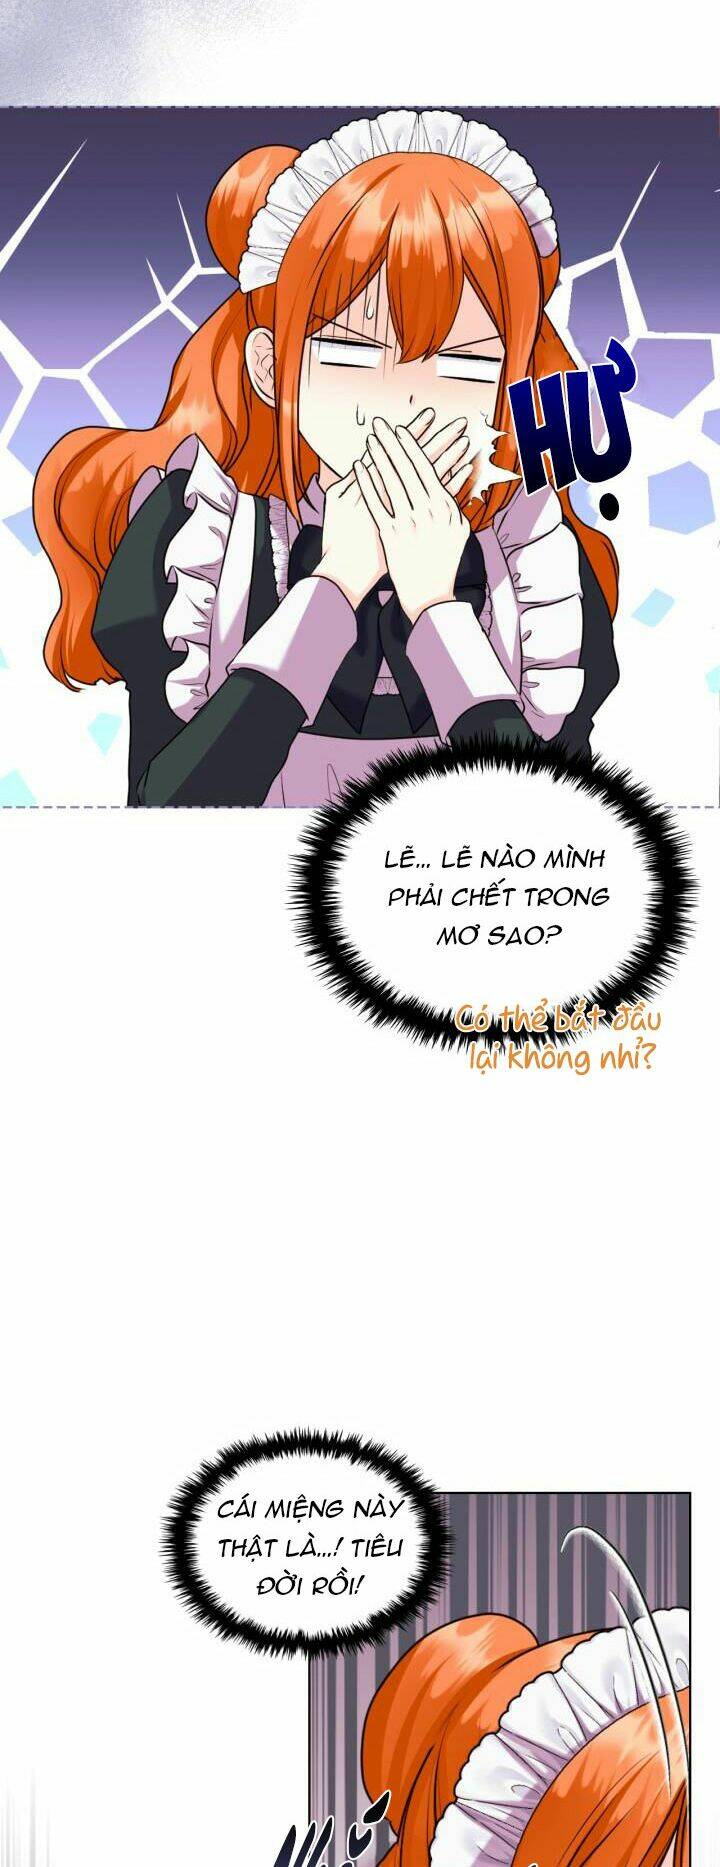 HỰ
LẼ... LẼ NÀO MÌNH
PHẢI CHẾT TRONG
MƠ SAO?
Có thể bắt đầu
lại không nhỉ?
CÁI MIỆNG NÀY
THẬT LÀ...! TIÊU
ĐỜI RỒI!